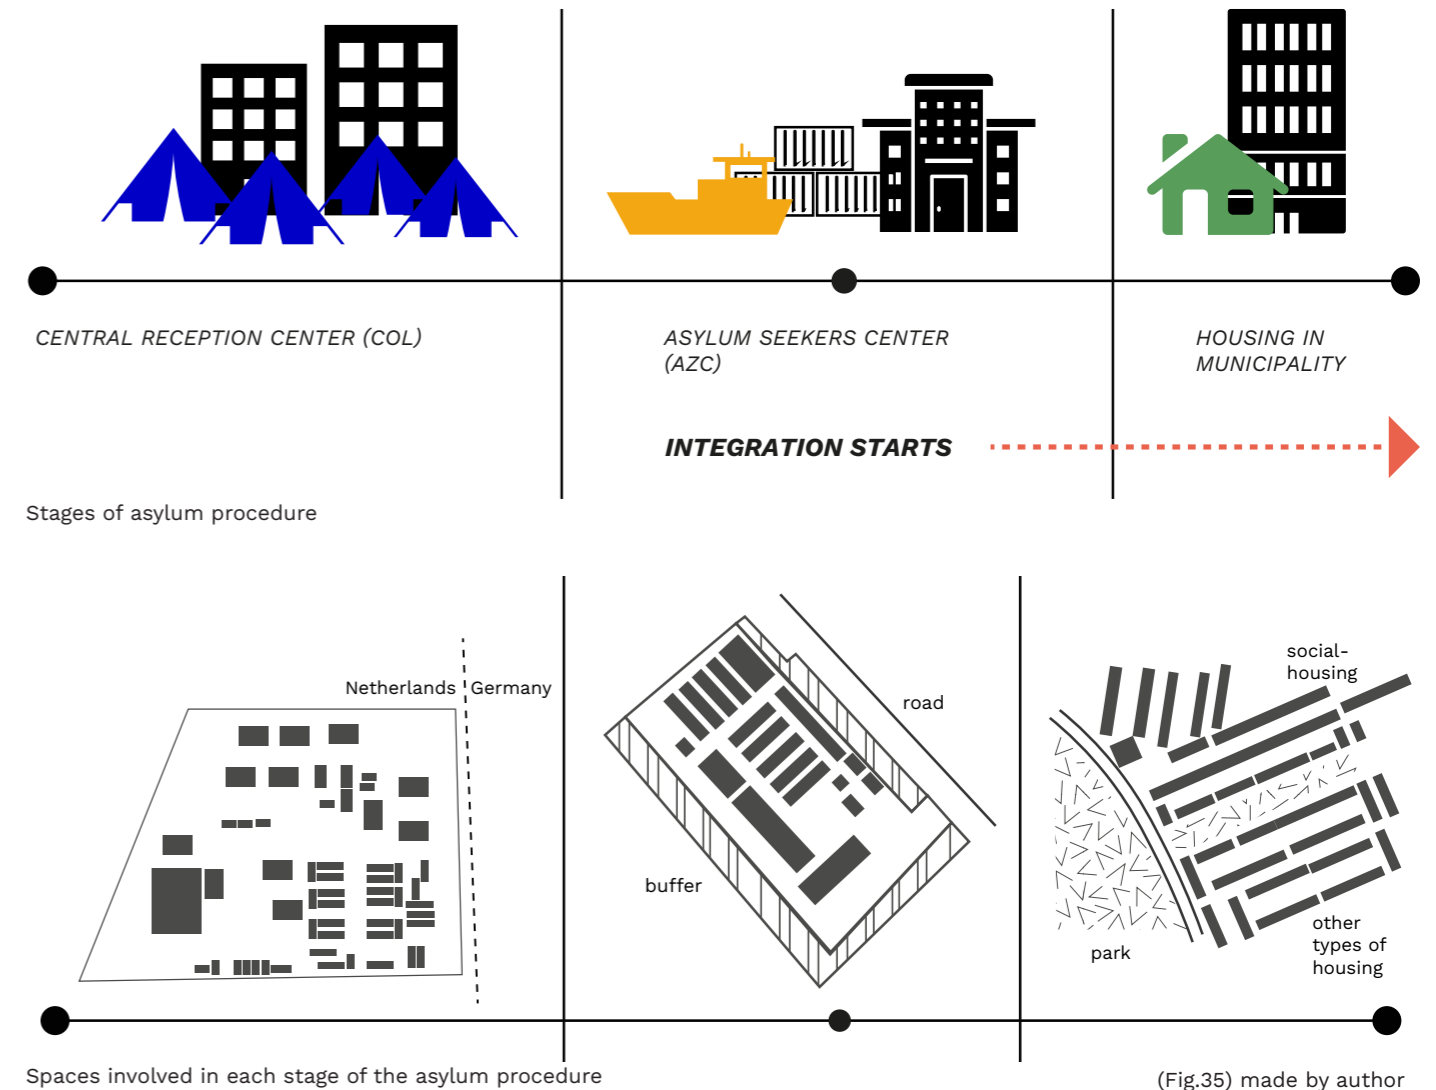 CENTRAL RECEPTION CENTER (COL)
ASYLUM SEEKERS CENTER
(AZC)
HOUSING IN
MUNICIPALITY
INTEGRATION STARTS
Stages of asylum procedure
Netherlands
Germany
road
buffer
social-
housing
park
other
types of
housing
Spaces involved in each stage of the asylum procedure
(Fig.35) made by author